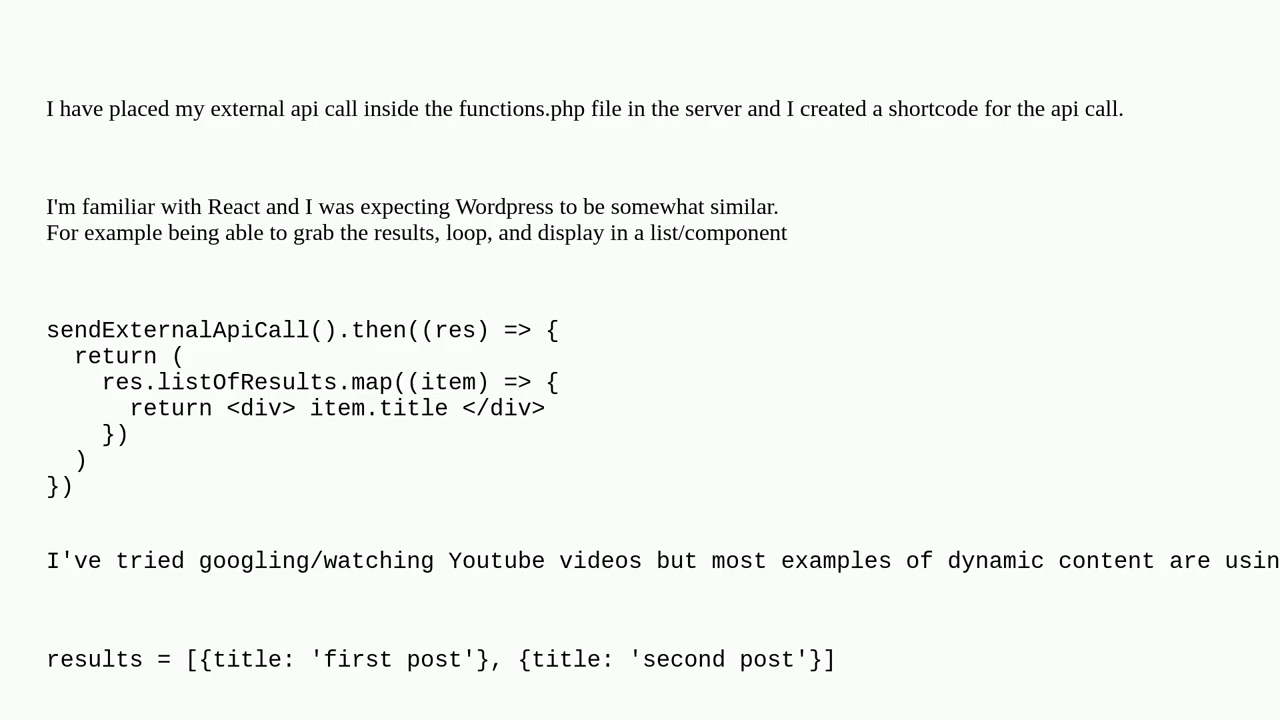 I have placed my external api call inside the functions.php file in the server and I created a shortcode for the api call.
I'm familiar with React and I was expecting Wordpress to be somewhat similar.
For example being able to grab the results, loop, and display in a list/component
sendExternalApiCall().then((res) => {
  return (
    res.listOfResults.map((item) => {
      return <div> item.title </div>
    })
  )
})
I've tried googling/watching Youtube videos but most examples of dynamic content are usin
results = [{title: 'first post'}, {title: 'second post'}]